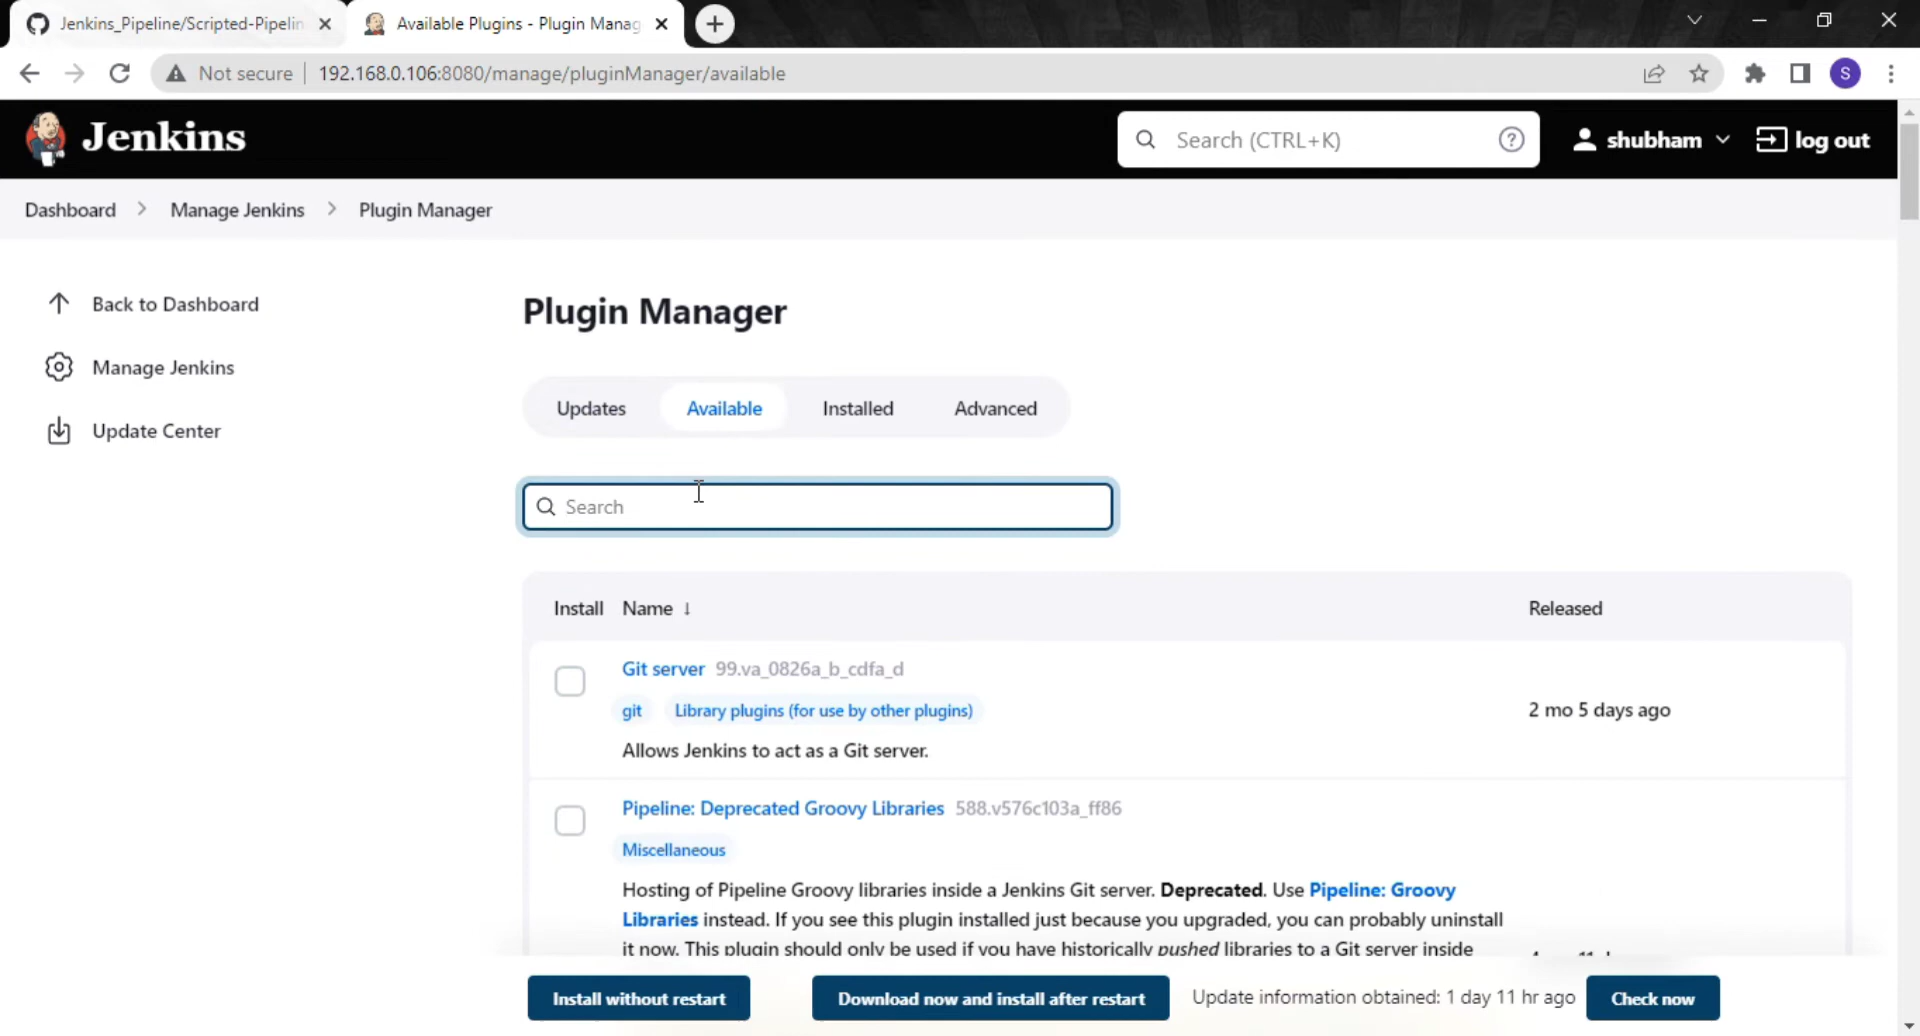 Jenkins_Pipeline/Scripted-Pipelin
Available Plugins - Plugin Manag
Not secure
192.168.0.106:8080/manage/pluginManager/available
S
Jenkins
Search (CTRL+K)
shubham
log out
Dashboard
Manage Jenkins
Plugin Manager
Back to Dashboard
Manage Jenkins
Update Center
Plugin Manager
Updates
Available
Installed
Advanced
Search
Install Name ↓ Released
Git server 99.va_0826a_b_cdfa_d
git Library plugins (for use by other plugins)
2 mo 5 days ago
Allows Jenkins to act as a Git server.
Pipeline: Deprecated Groovy Libraries 588.v576c103a_ff86
Miscellaneous
Hosting of Pipeline Groovy libraries inside a Jenkins Git server. Deprecated. Use Pipeline: Groovy
Libraries instead. If you see this plugin installed just because you upgraded, you can probably uninstall
it now. This plugin should only be used if you have historically pushed libraries to a Git server inside
Install without restart
Download now and install after restart
Update information obtained: 1 day 11 hr ago
Check now